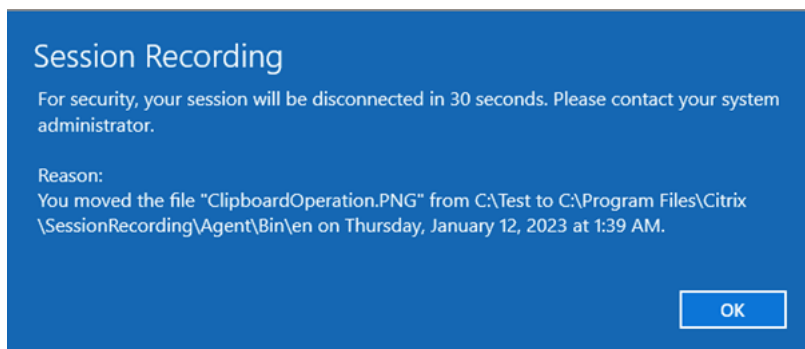 Session Recording
For security, your session will be disconnected in 30 seconds. Please contact your system
administrator.
Reason:
You moved the file "ClipboardOperation.PNG" from C:\Test to C:\Program Files\Citrix
\SessionRecording\Agent\Bin\en on Thursday, January 12, 2023 at 1:39 AM.
OK